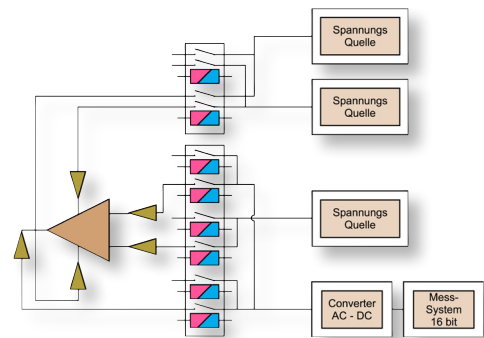 Spannungs
Quelle
Spannungs
Quelle
Spannungs
Quelle
Converter
AC - DC
Mess-
System
16 bit